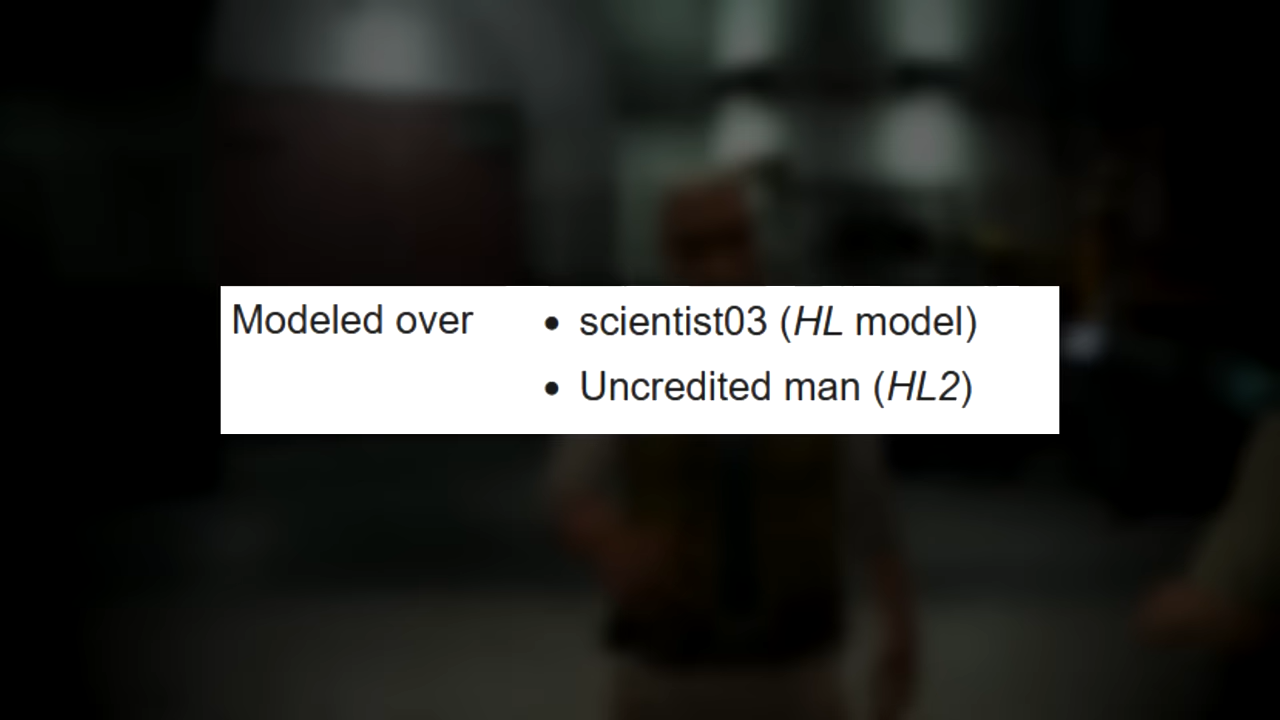 Modeled over • scientist03 (HL model)
• Uncredited man (HL2)